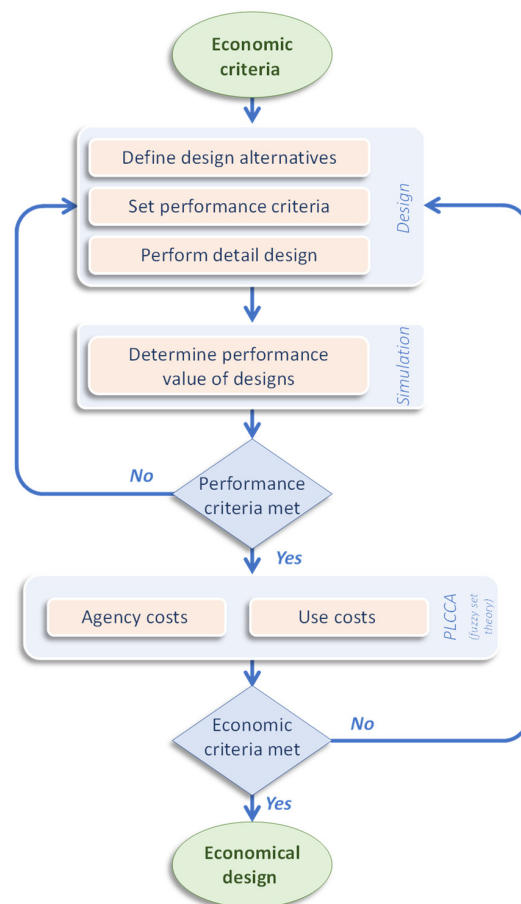 Economic
criteria
Define design alternatives
Set performance criteria
Perform detail design
Design
Determine performance
value of designs
Simulation
No
Performance
criteria met
Yes
Agency costs
Use costs
PLCCA
(fuzzy set
theory)
Economic
criteria met
No
Yes
Economical
design